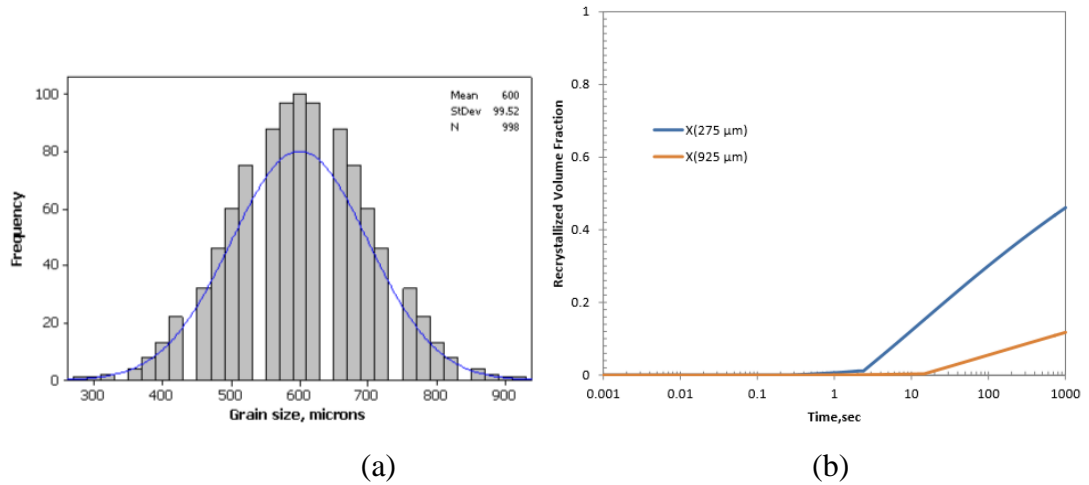 100
80
60
40
20
0
Frequency
Mean 600
StDev 99.52
N 998
300 400 500 600 700 800 900
Grain size, microns
(a)
1
0.8
0.6
0.4
0.2
0
Recrystallized Volume Fraction
X(275 μm)
X(925 μm)
0.001 0.01 0.1 1 10 100 1000
Time,sec
(b)